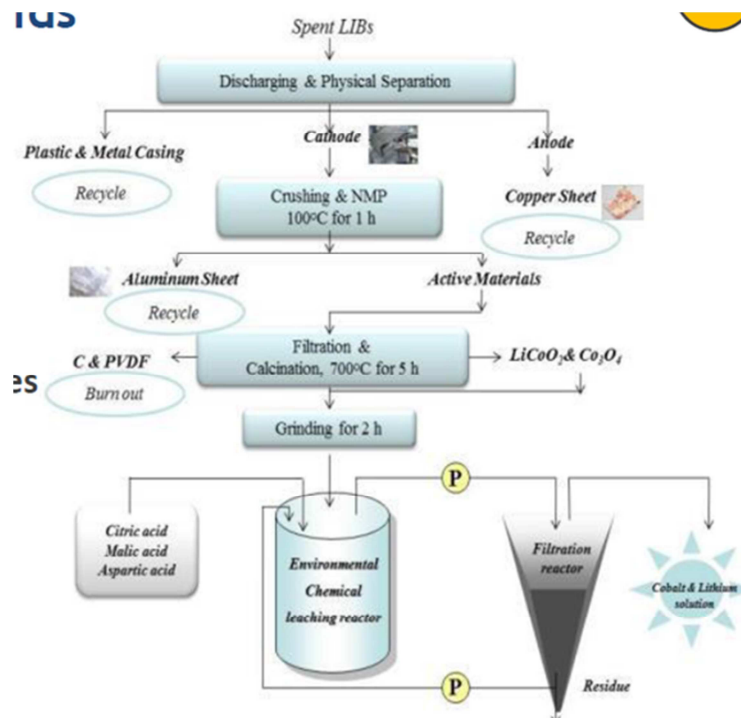 Spent LIBs
Discharging & Physical Separation
Cathode
Anode
Plastic & Metal Casing
Recycle
Crushing & NMP
100°C for 1 h
Copper Sheet
Recycle
Aluminum Sheet
Recycle
Active Materials
C & PVDF
Burn out
Filtration &
Calcination, 700°C for 5 h
LiCoO₂& Co₃O₄
es
Grinding for 2 h
P
Citric acid
Malic acid
Aspartic acid
Environmental
Chemical
leaching reactor
Filtration
reactor
Cobalt & Lithium
solution
P
Residue